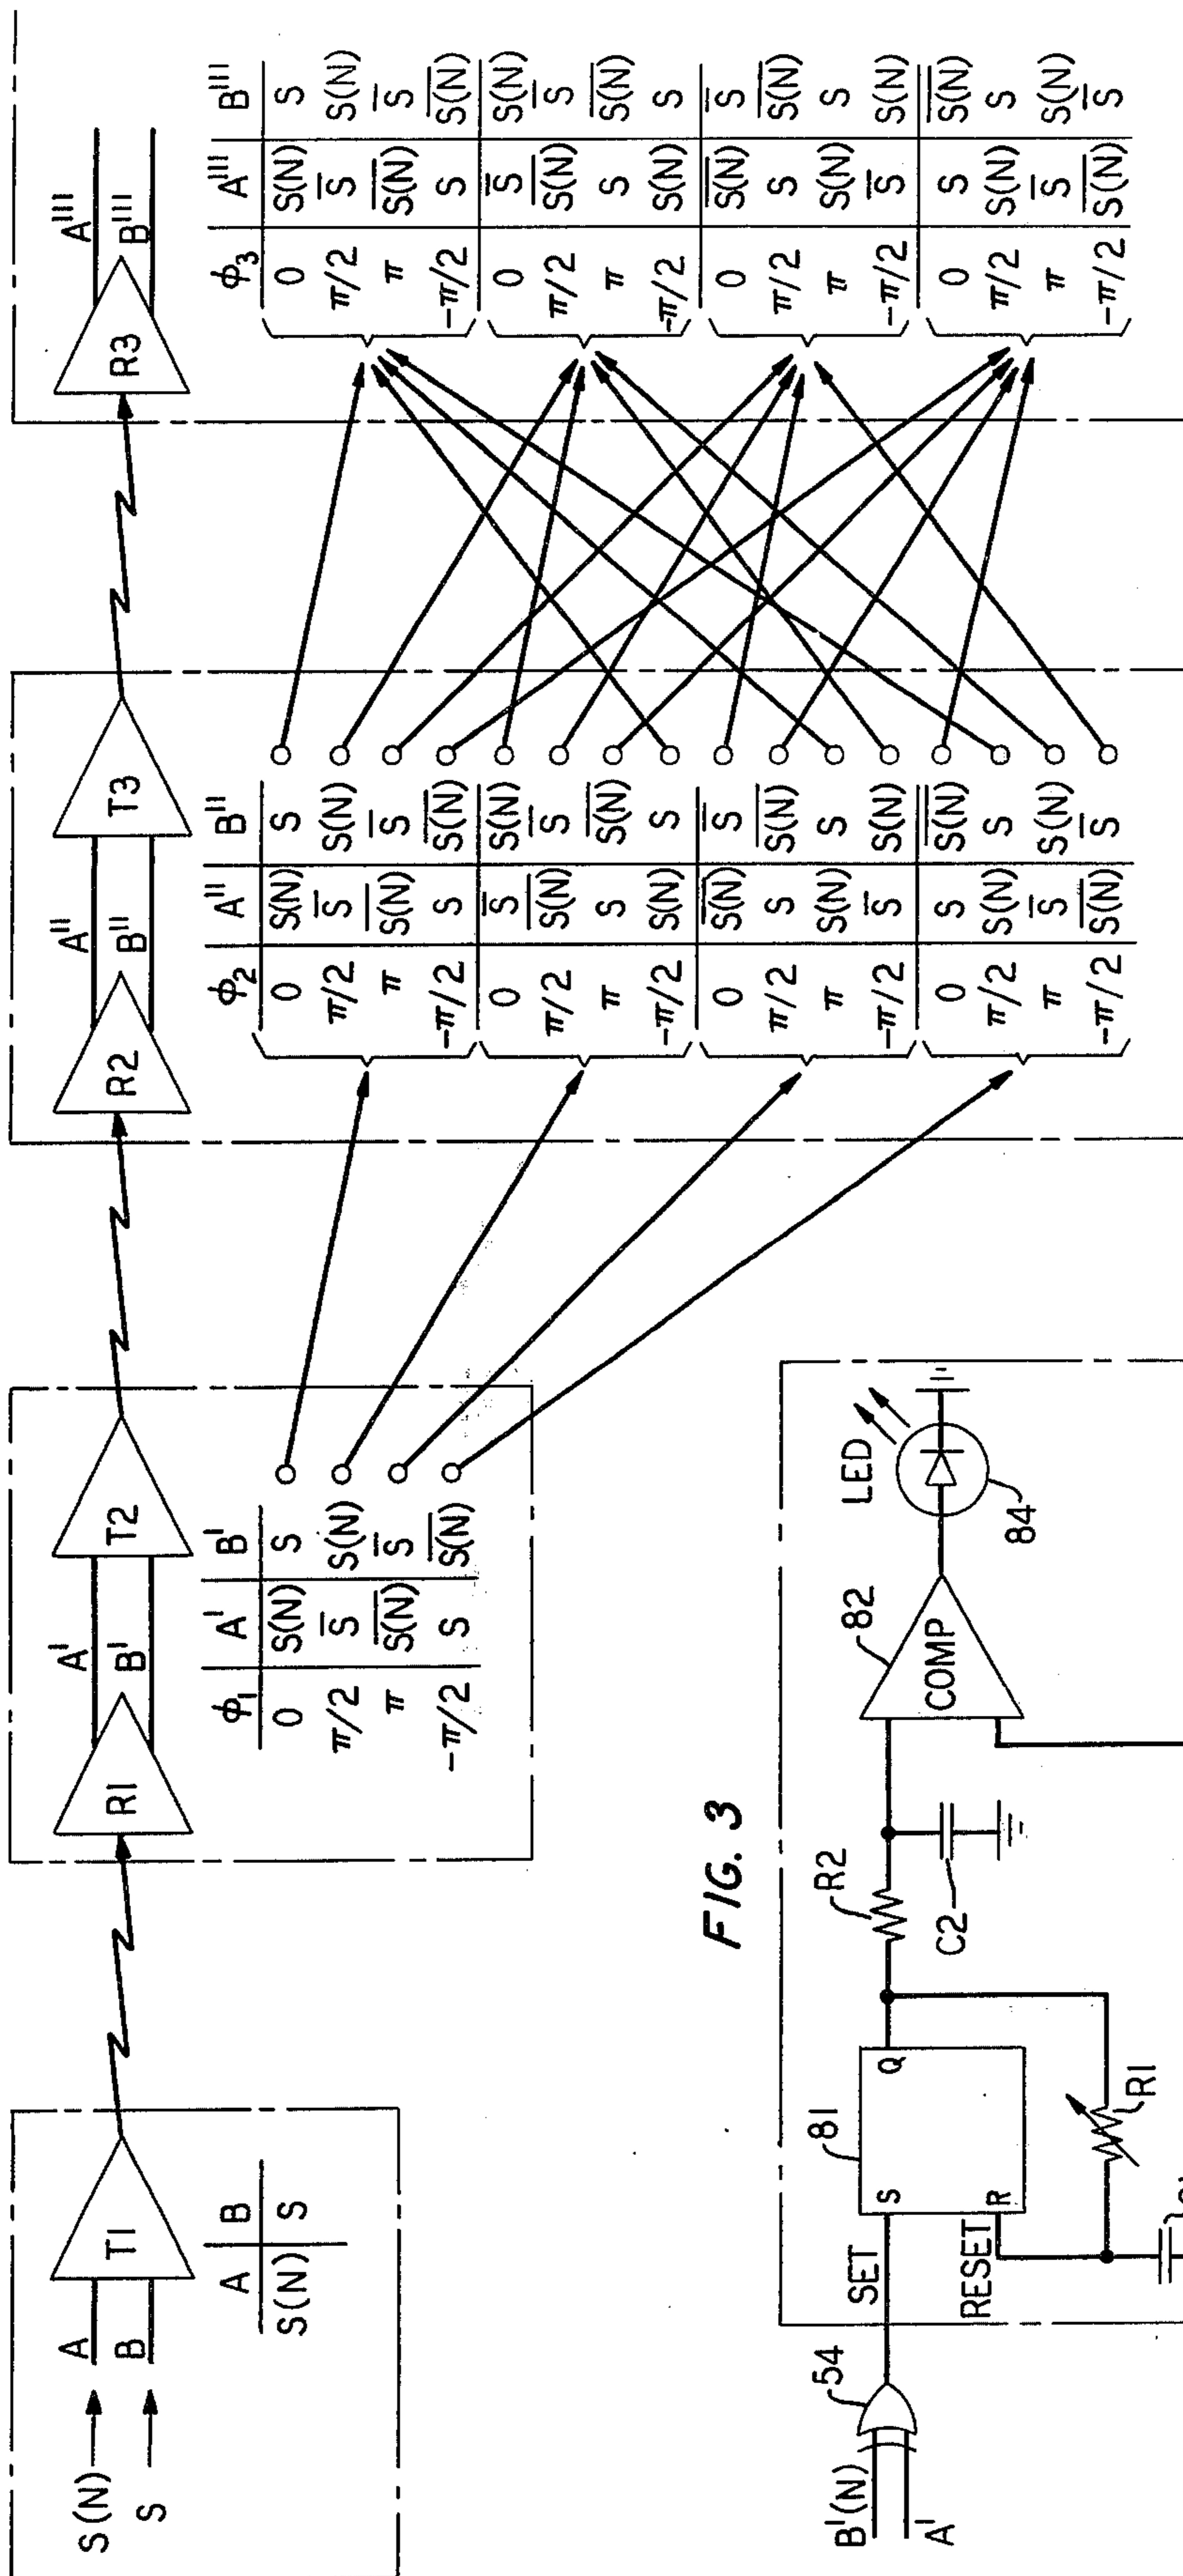 S(N)
S
A
B
T1
A B
S(N) S
R1
A' B'
T2
ϕ₁ A' B'
0 S(N) S
π/2 S̅ S(N)
π S̅(̅N̅)̅ S̅
-π/2 S S̅(̅N̅)̅
R2
A'' B''
T3
ϕ₂ A'' B''
0 S(N) S
π/2 S̅ S(N)
π S̅(̅N̅)̅ S̅
-π/2 S S̅(̅N̅)̅
0 S̅ S(N)
π/2 S̅(̅N̅)̅ S̅
π S S̅(̅N̅)̅
-π/2 S(N) S
0 S̅(̅N̅)̅ S̅
π/2 S S̅(̅N̅)̅
π S(N) S
-π/2 S̅ S(N)
0 S S̅(̅N̅)̅
π/2 S(N) S
π S̅ S(N)
-π/2 S̅(̅N̅)̅ S̅
R3
A''' B'''
ϕ₃ A''' B'''
0 S(N) S
π/2 S̅ S(N)
π S̅(̅N̅)̅ S̅
-π/2 S S̅(̅N̅)̅
0 S̅ S(N)
π/2 S̅(̅N̅)̅ S̅
π S S̅(̅N̅)̅
-π/2 S(N) S
0 S̅(̅N̅)̅ S̅
π/2 S S̅(̅N̅)̅
π S(N) S
-π/2 S̅ S(N)
0 S S̅(̅N̅)̅
π/2 S(N) S
π S̅ S(N)
-π/2 S̅(̅N̅)̅ S̅
FIG. 3
B'(N)
A'
54
SET
RESET
81
S
R
Q
R1
R2
C2
82
COMP
LED
84